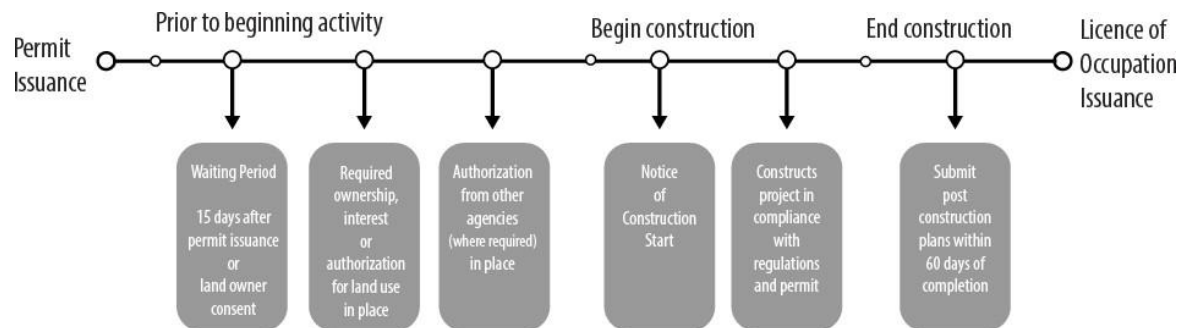 Permit
Issuance
Prior to beginning activity
Begin construction
End construction
Licence of
Occupation
Issuance
Waiting Period
15 days after
permit issuance
or
land owner
consent
Required
ownership,
interest
or
authorization
for land use
in place
Authorization
from other
agencies
(where required)
in place
Notice
of
Construction
Start
Constructs
project in
compliance
with
regulations
and permit
Submit
post
construction
plans within
60 days of
completion